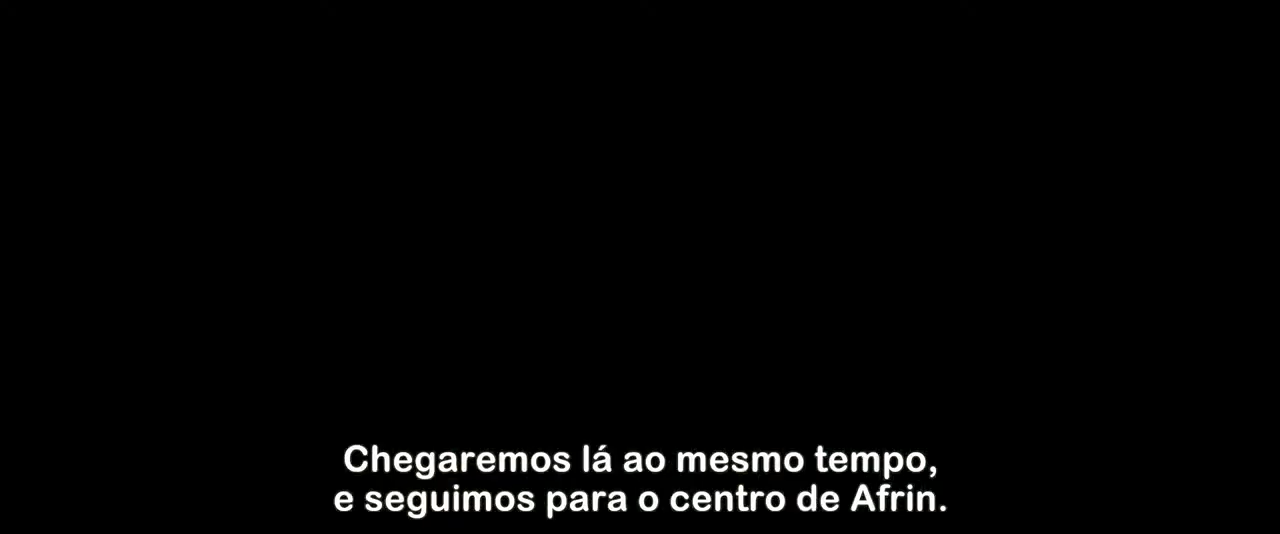 Chegaremos lá ao mesmo tempo,
e seguimos para o centro de Afrin.